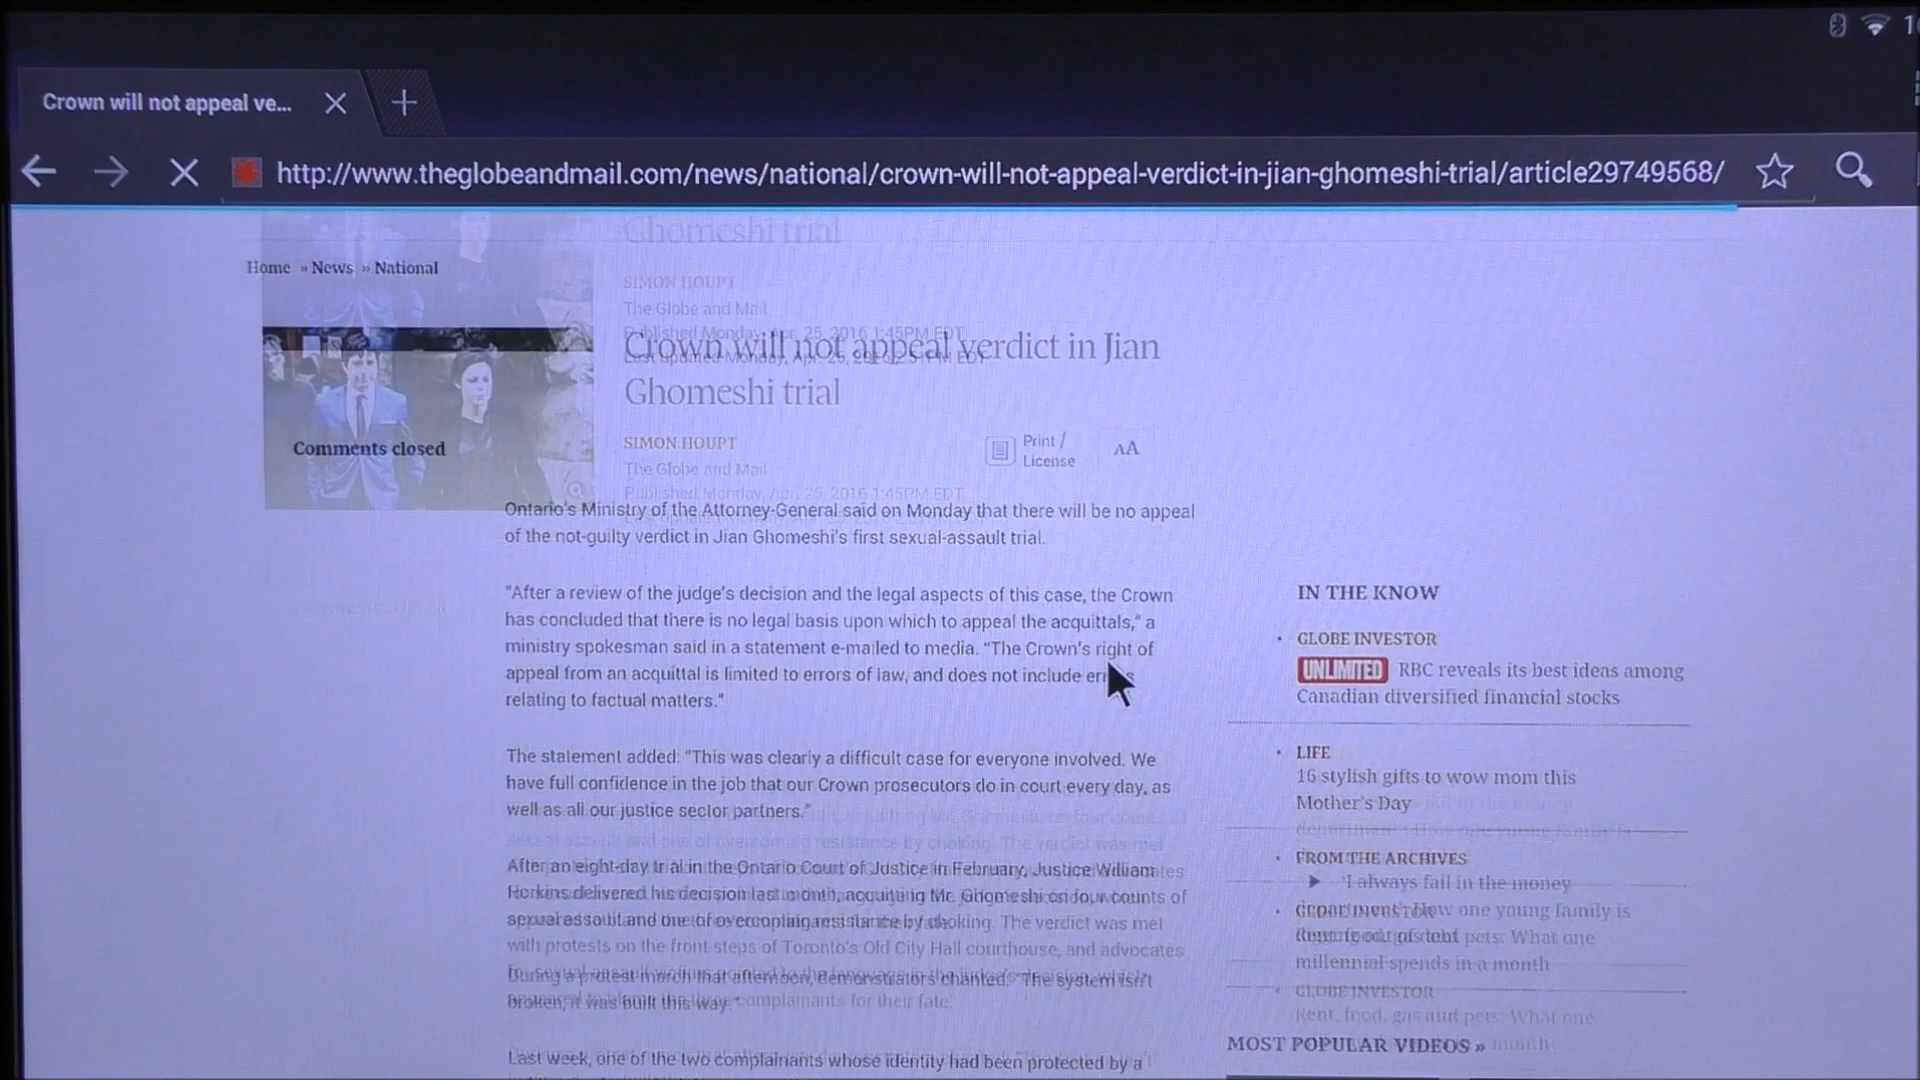 Crown will not appeal ve...
http://www.theglobeandmail.com/news/national/crown-will-not-appeal-verdict-in-jian-ghomeshi-trial/article29749568/
Ghomeshi trial
Home » News » National
SIMON HOUPT
The Globe and Mail
Published Monday, Apr. 25, 2016 1:45PM EDT
Crown will not appeal verdict in Jian
Ghomeshi trial
Comments closed
SIMON HOUPT
The Globe and Mail
Published Monday, Apr. 25, 2016 1:45PM EDT
Print /
License
AA
Ontario's Ministry of the Attorney-General said on Monday that there will be no appeal
of the not-guilty verdict in Jian Ghomeshi's first sexual-assault trial.
"After a review of the judge's decision and the legal aspects of this case, the Crown
has concluded that there is no legal basis upon which to appeal the acquittals," a
ministry spokesman said in a statement e-mailed to media. "The Crown's right of
appeal from an acquittal is limited to errors of law, and does not include
relating to factual matters."
The statement added: "This was clearly a difficult case for everyone involved. We
have full confidence in the job that our Crown prosecutors do in court every day, as
well as all our justice sector partners."
After an eight-day trial in the Ontario Court of Justice in February, Justice William
Horkins delivered his decision last month, acquitting Mr. Ghomeshi on four counts of
sexual assault and one of overcoming resistance by choking. The verdict was met
with protests on the front steps of Toronto's Old City Hall courthouse, and advocates
During a protest march that afternoon, demonstrators chanted: "The system isn't
broken, it was built this way." complainants for their fate.
Last week, one of the two complainants whose identity had been protected by a
IN THE KNOW
GLOBE INVESTOR
UNLIMITED RBC reveals its best ideas among
Canadian diversified financial stocks
LIFE
16 stylish gifts to wow mom this
Mother's Day
FROM THE ARCHIVES
'I always fail in the money
department': How one young family is
pets: What one
millennial spends in a month
GLOBE INVESTOR
Rent, food, gas and pets: What one
MOST POPULAR VIDEOS »
month